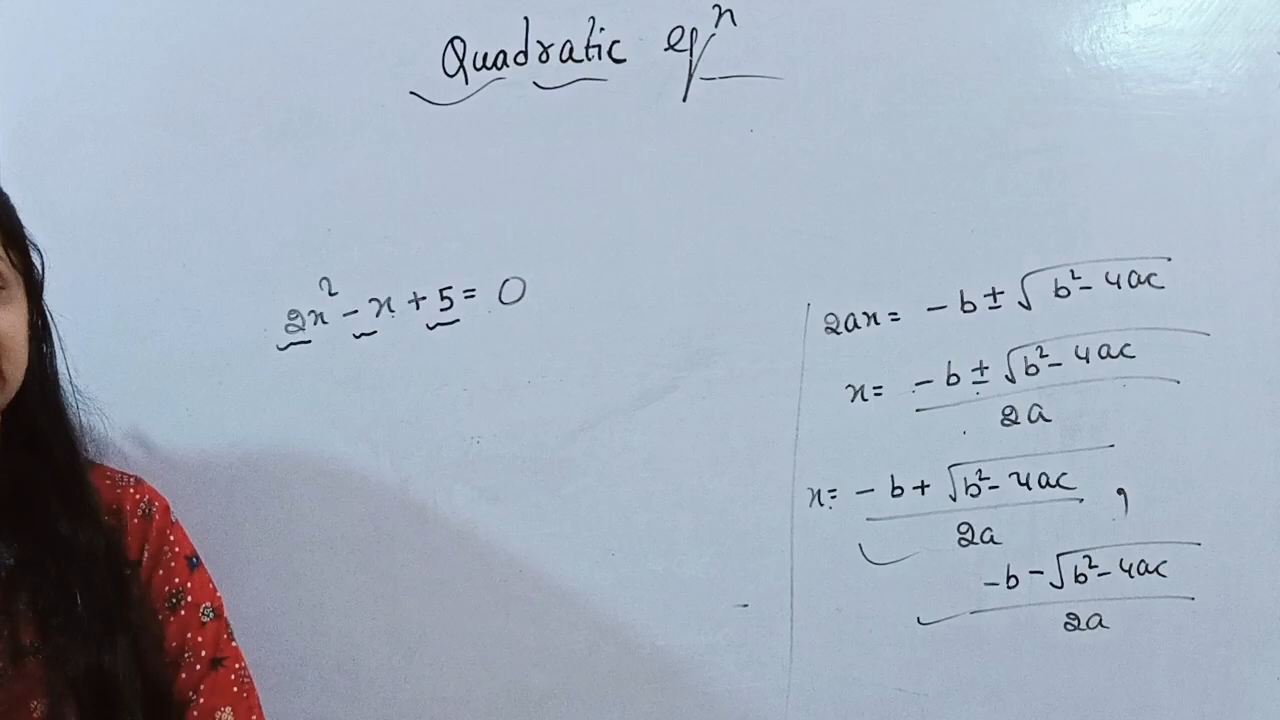 Quadratic eqⁿ
2x² - x + 5 = 0
2ax = -b ± √b² - 4ac
x = -b ± √b² - 4ac / 2a
x = -b + √b² - 4ac / 2a ,
-b - √b² - 4ac / 2a